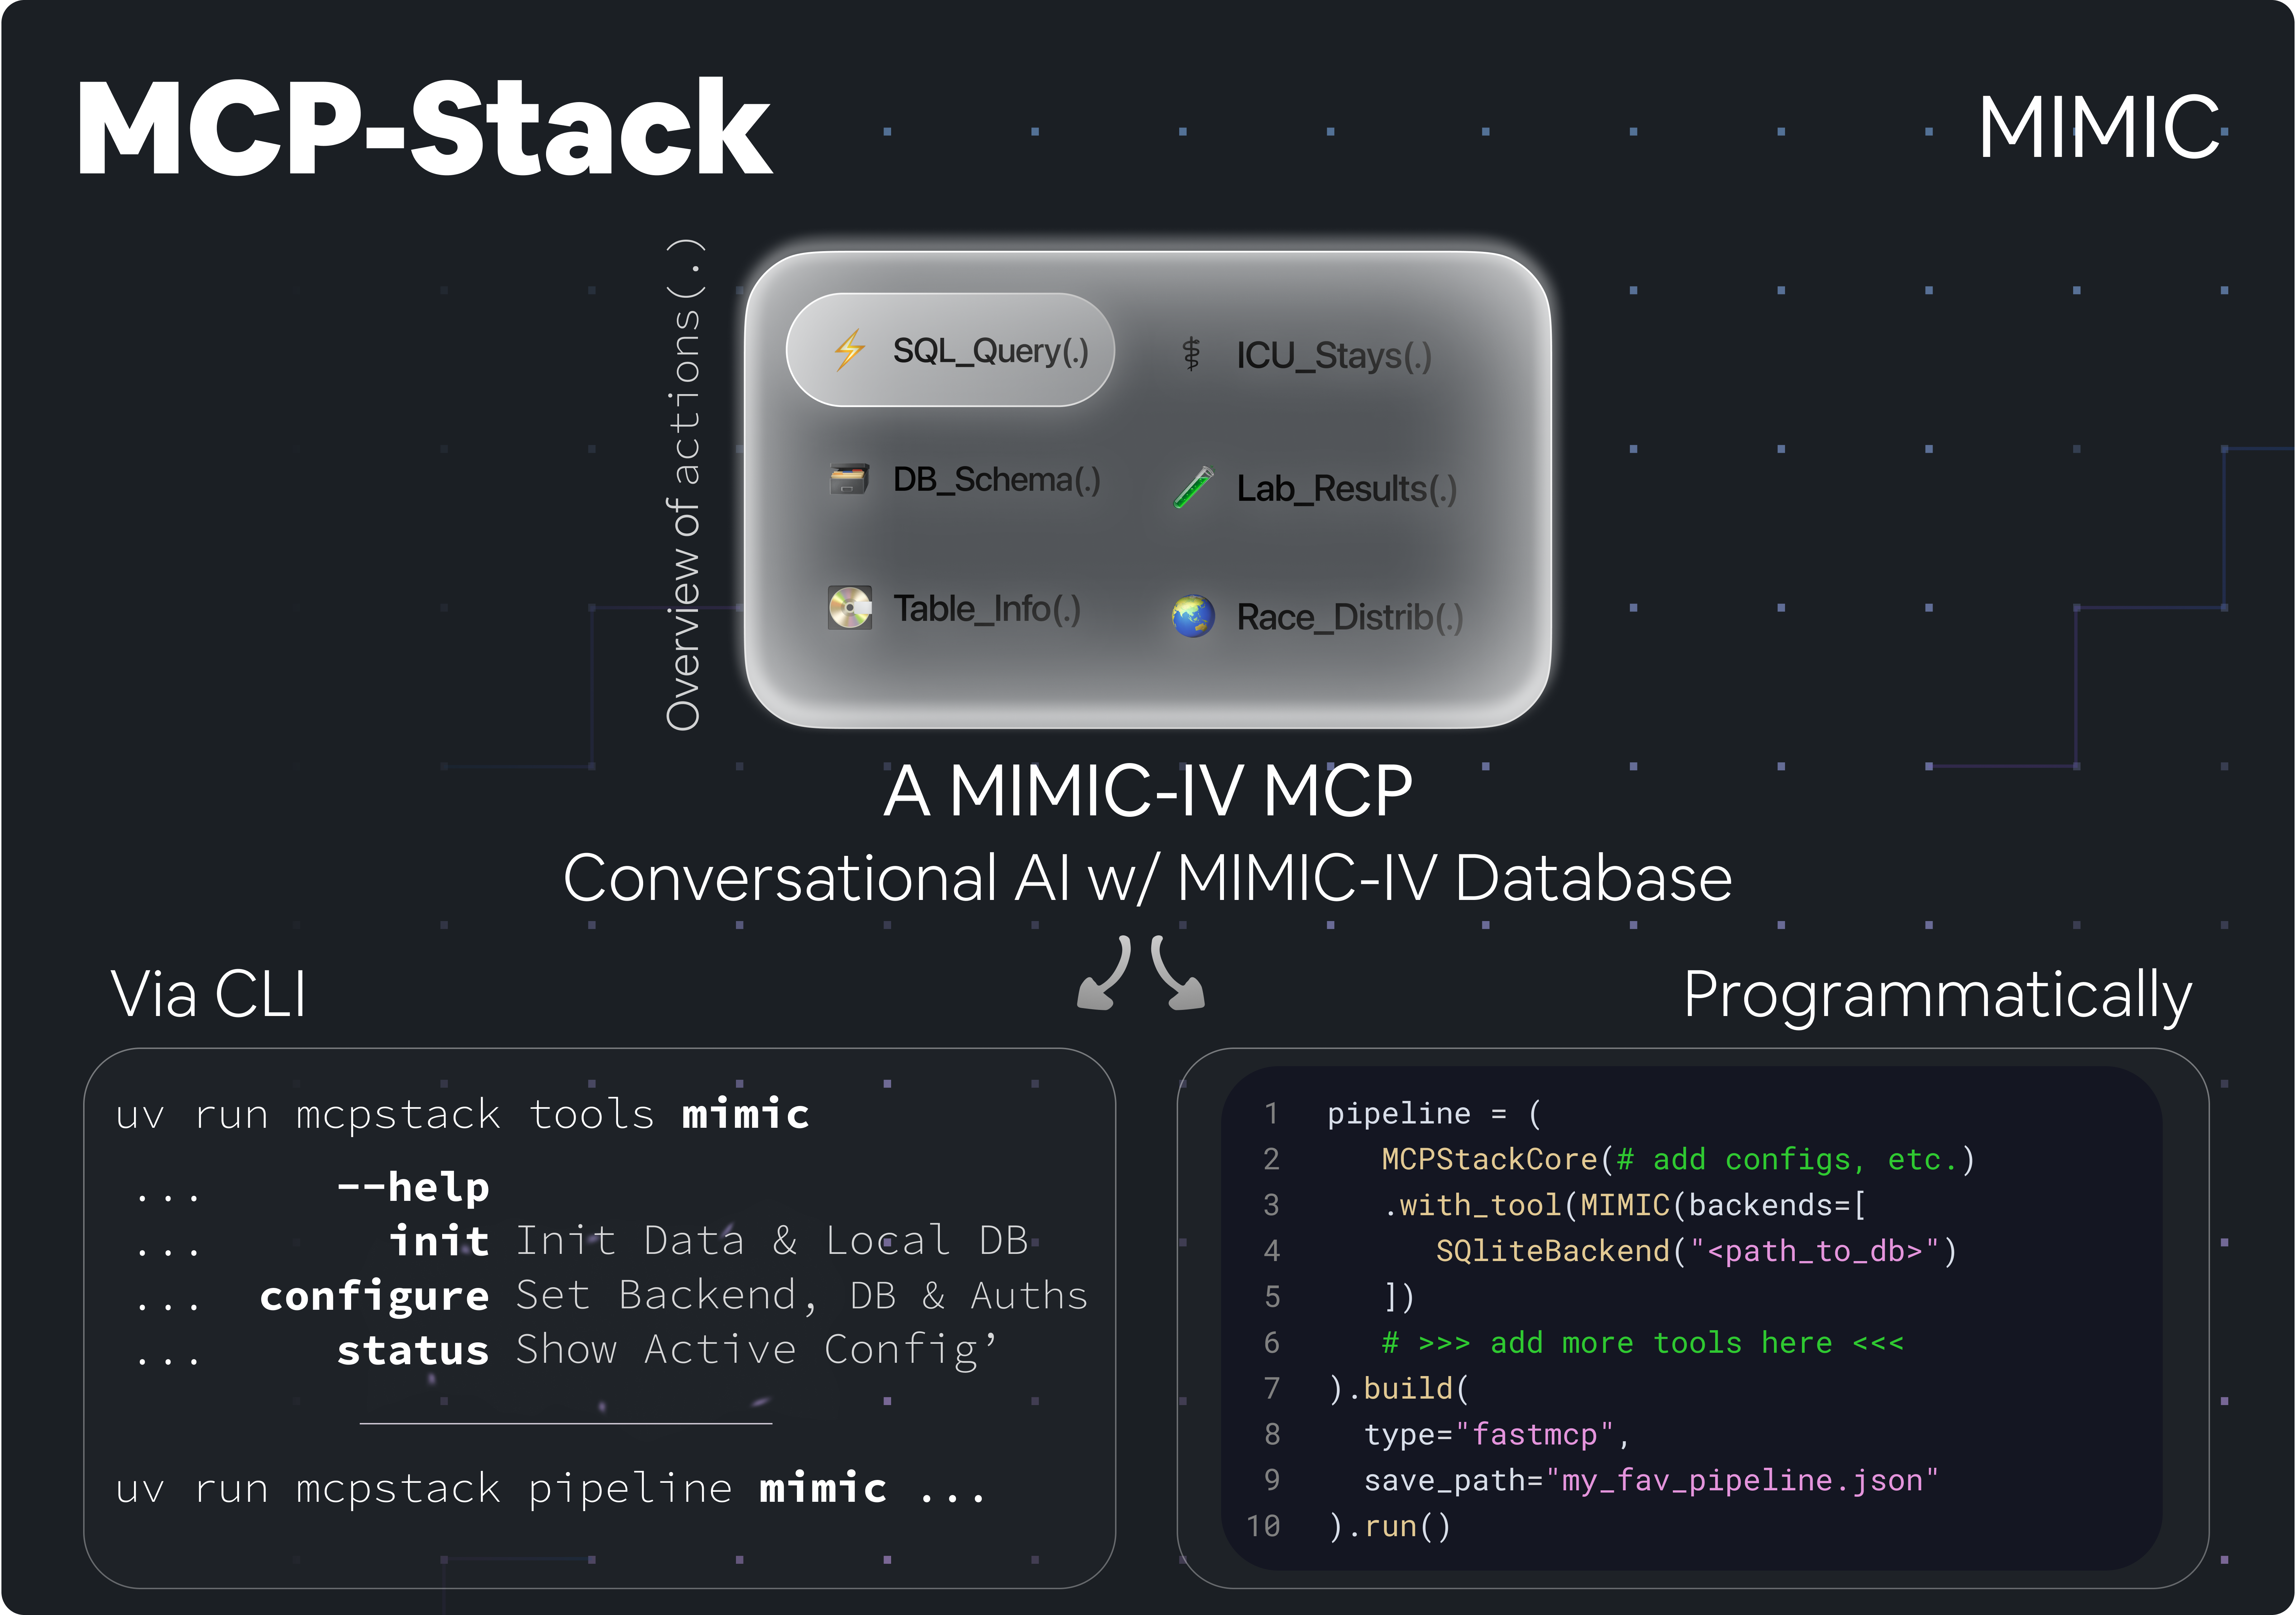 MCP-Stack
MIMIC
Overview of actions(.)
SQL_Query(.)
ICU_Stays(.)
DB_Schema(.)
Lab_Results(.)
Table_Info(.)
Race_Distrib(.)
A MIMIC-IV MCP
Conversational AI w/ MIMIC-IV Database
Via CLI
uv run mcpstack tools mimic
... --help
... init Init Data & Local DB
... configure Set Backend, DB & Auths
... status Show Active Config’
uv run mcpstack pipeline mimic ...
Programmatically
1 pipeline = (
2 MCPStackCore(# add configs, etc.)
3 .with_tool(MIMIC(backends=[
4 SQliteBackend("<path_to_db>")
5 ])
6 # >>> add more tools here <<<
7 ).build(
8 type="fastmcp",
9 save_path="my_fav_pipeline.json"
10 ).run()